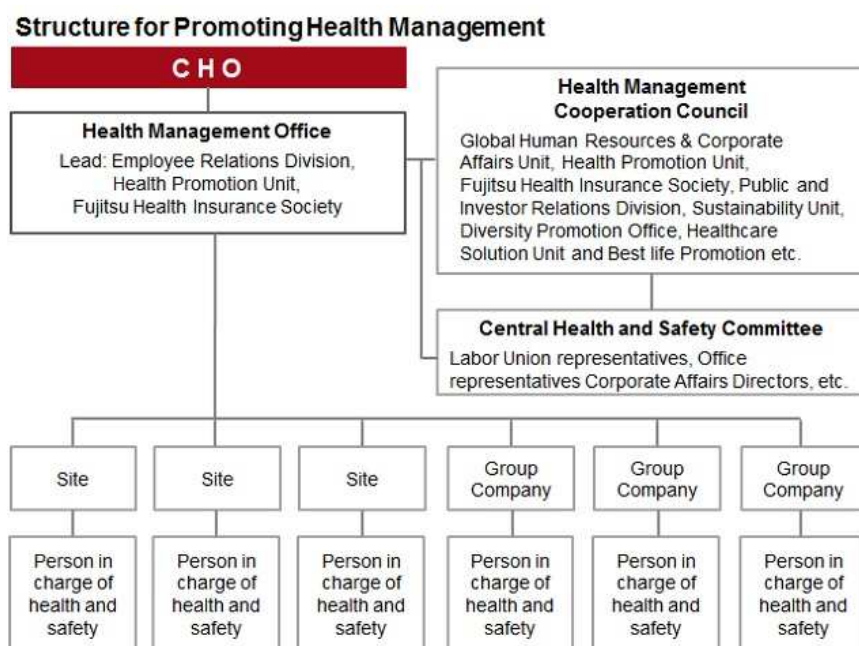 Structure for Promoting Health Management
CHO
Health Management Office
Lead: Employee Relations Division,
Health Promotion Unit,
Fujitsu Health Insurance Society
Health Management
Cooperation Council
Global Human Resources & Corporate
Affairs Unit, Health Promotion Unit,
Fujitsu Health Insurance Society, Public and
Investor Relations Division, Sustainability Unit,
Diversity Promotion Office, Healthcare
Solution Unit and Best life Promotion etc.
Central Health and Safety Committee
Labor Union representatives, Office
representatives Corporate Affairs Directors, etc.
Site
Site
Site
Group
Company
Group
Company
Group
Company
Person in
charge of
health and
safety
Person in
charge of
health and
safety
Person in
charge of
health and
safety
Person in
charge of
health and
safety
Person in
charge of
health and
safety
Person in
charge of
health and
safety